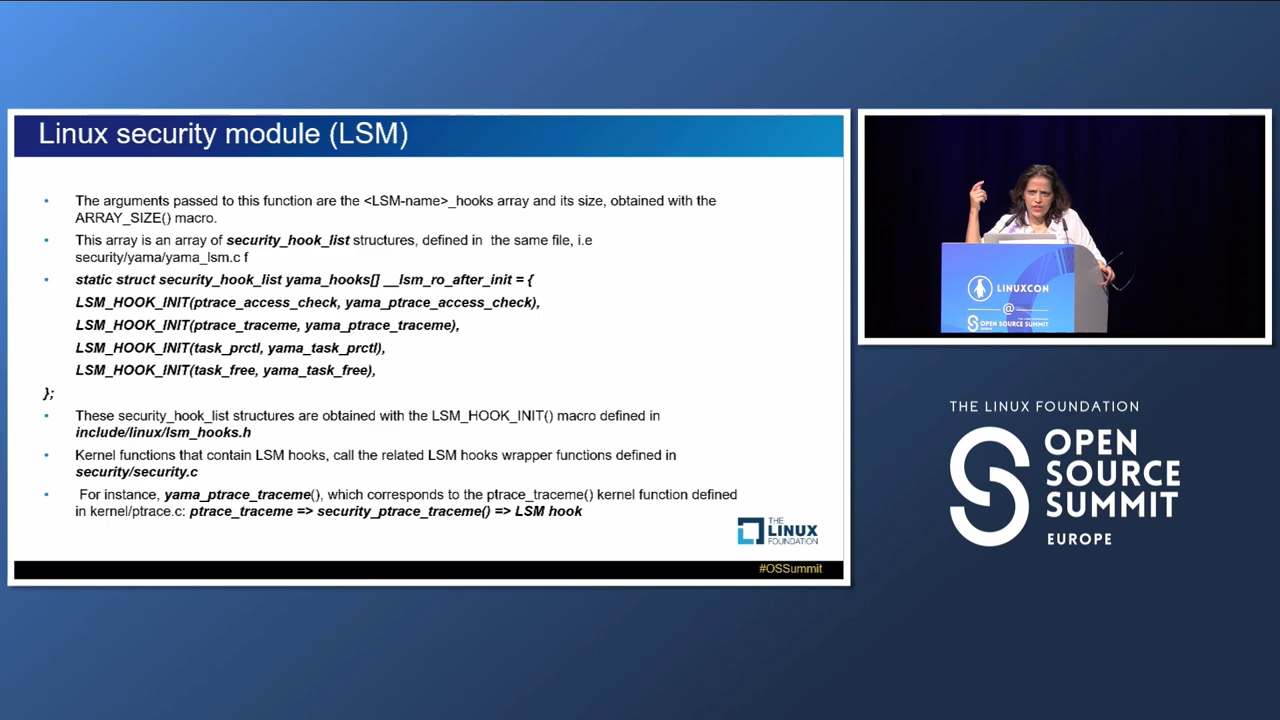 Linux security module (LSM)
• The arguments passed to this function are the <LSM-name>_hooks array and its size, obtained with the
ARRAY_SIZE() macro.
• This array is an array of security_hook_list structures, defined in the same file, i.e
security/yama/yama_lsm.c f
• static struct security_hook_list yama_hooks[] __lsm_ro_after_init = {
LSM_HOOK_INIT(ptrace_access_check, yama_ptrace_access_check),
LSM_HOOK_INIT(ptrace_traceme, yama_ptrace_traceme),
LSM_HOOK_INIT(task_prctl, yama_task_prctl),
LSM_HOOK_INIT(task_free, yama_task_free),
};
• These security_hook_list structures are obtained with the LSM_HOOK_INIT() macro defined in
include/linux/lsm_hooks.h
• Kernel functions that contain LSM hooks, call the related LSM hooks wrapper functions defined in
security/security.c
• For instance, yama_ptrace_traceme(), which corresponds to the ptrace_traceme() kernel function defined
in kernel/ptrace.c: ptrace_traceme => security_ptrace_traceme() => LSM hook
THE
LINUX
FOUNDATION
#OSSummit
LINUXCON
@
OPEN SOURCE SUMMIT
THE LINUX FOUNDATION
OPEN
SOURCE
SUMMIT
EUROPE